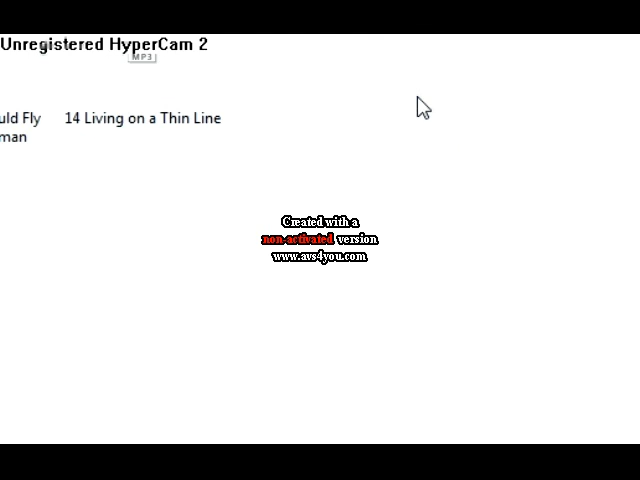 Unregistered HyperCam 2
MP3
uld Fly
man
14 Living on a Thin Line
Created with a
non-activated version
www.avs4you.com